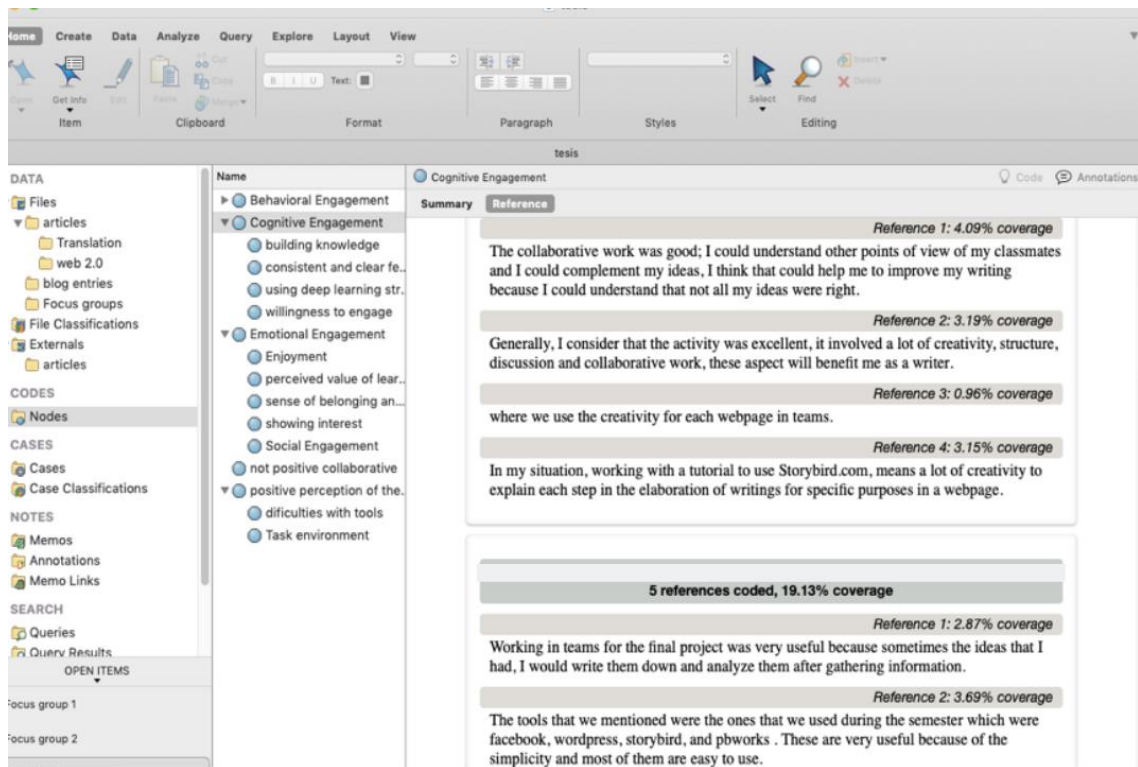 Home Create Data Analyze Query Explore Layout View
Open Get Info Edit Paste Cut
Copy
Merge
B I U Text:
Select Find Insert
Delete
Item Clipboard Format Paragraph Styles Editing
tesis
DATA
Files
articles
Translation
web 2.0
blog entries
Focus groups
File Classifications
Externals
articles
CODES
Nodes
CASES
Cases
Case Classifications
NOTES
Memos
Annotations
Memo Links
SEARCH
Queries
Query Results
OPEN ITEMS
Focus group 1
Focus group 2
Name
Behavioral Engagement
Cognitive Engagement
building knowledge
consistent and clear fe..
using deep learning str.
willingness to engage
Emotional Engagement
Enjoyment
perceived value of lear..
sense of belonging an...
showing interest
Social Engagement
not positive collaborative
positive perception of the.
dificulties with tools
Task environment
Cognitive Engagement Code Annotations
Summary Reference
Reference 1: 4.09% coverage
The collaborative work was good; I could understand other points of view of my classmates
and I could complement my ideas, I think that could help me to improve my writing
because I could understand that not all my ideas were right.
Reference 2: 3.19% coverage
Generally, I consider that the activity was excellent, it involved a lot of creativity, structure,
discussion and collaborative work, these aspect will benefit me as a writer.
Reference 3: 0.96% coverage
where we use the creativity for each webpage in teams.
Reference 4: 3.15% coverage
In my situation, working with a tutorial to use Storybird.com, means a lot of creativity to
explain each step in the elaboration of writings for specific purposes in a webpage.
5 references coded, 19.13% coverage
Reference 1: 2.87% coverage
Working in teams for the final project was very useful because sometimes the ideas that I
had, I would write them down and analyze them after gathering information.
Reference 2: 3.69% coverage
The tools that we mentioned were the ones that we used during the semester which were
facebook, wordpress, storybird, and pbworks . These are very useful because of the
simplicity and most of them are easy to use.